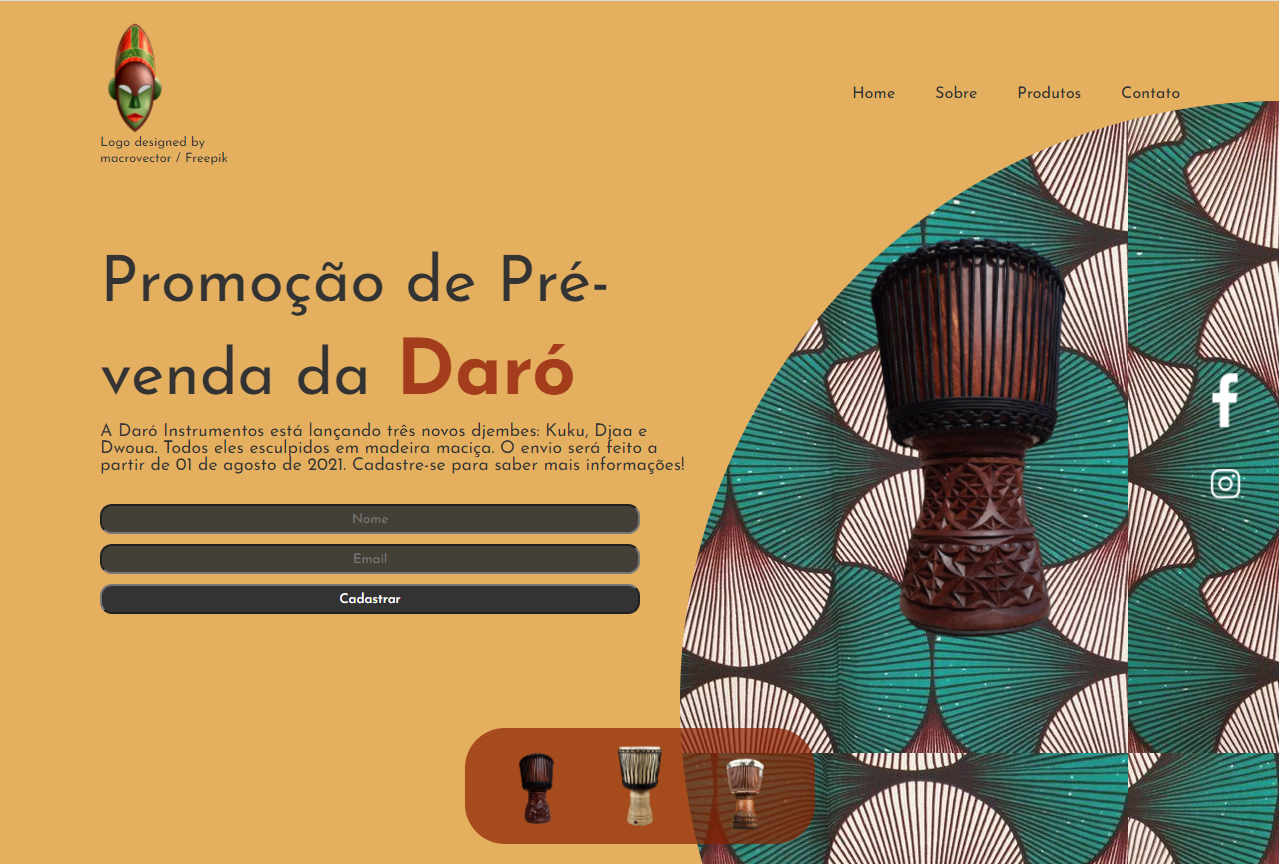 Logo designed by
macrovector / Freepik
Home Sobre Produtos Contato
Promoção de Pré-
venda da Daró
A Daró Instrumentos está lançando três novos djembes: Kuku, Djaa e
Dwoua. Todos eles esculpidos em madeira maciça. O envio será feito a
partir de 01 de agosto de 2021. Cadastre-se para saber mais informações!
Nome
Email
Cadastrar